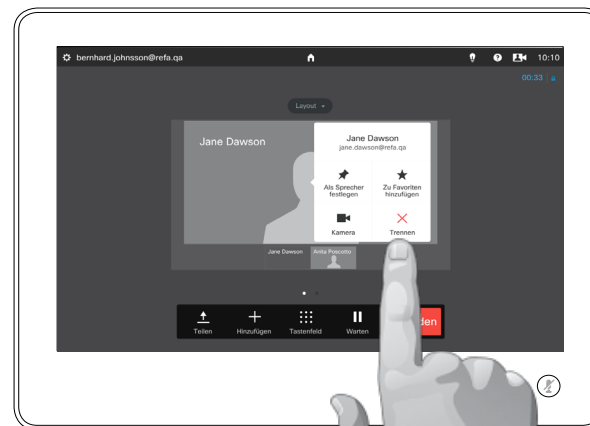 bernhard.johnsson@refa.qa
10:10
00:33
Layout
Jane Dawson
Jane Dawson
jane.dawson@refa.qa
Als Sprecher
festlegen
Zu Favoriten
hinzufügen
Kamera
Trennen
Jane Dawson
Anita Poscotto
Teilen
Hinzufügen
Tastenfeld
Warten
den